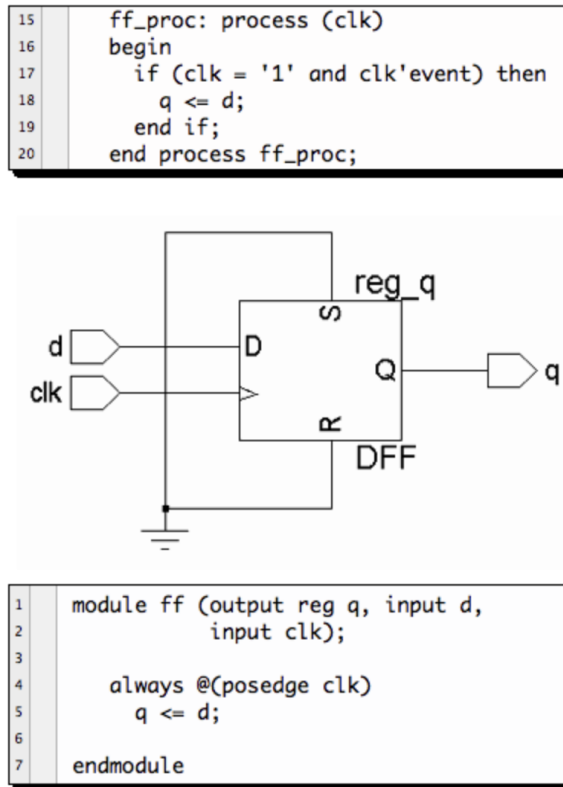 15 ff_proc: process (clk)
16 begin
17 if (clk = '1' and clk'event) then
18 q <= d;
19 end if;
20 end process ff_proc;
reg_q
S
d
D
Q
q
clk
R
DFF
1 module ff (output reg q, input d,
2 input clk);
3
4 always @(posedge clk)
5 q <= d;
6
7 endmodule